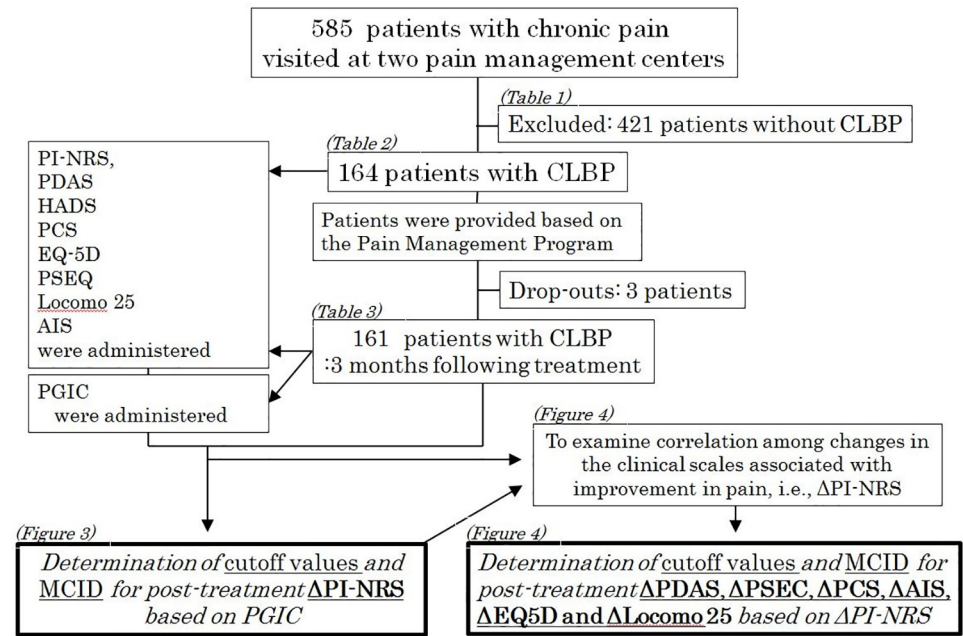 585 patients with chronic pain
visited at two pain management centers
(Table 1)
Excluded: 421 patients without CLBP
(Table 2)
164 patients with CLBP
PI-NRS,
PDAS
HADS
PCS
EQ-5D
PSEQ
Locomo 25
AIS
were administered
Patients were provided based on
the Pain Management Program
Drop-outs: 3 patients
(Table 3)
161 patients with CLBP
:3 months following treatment
PGIC
were administered
(Figure 4)
To examine correlation among changes in
the clinical scales associated with
improvement in pain, i.e., ΔPI-NRS
(Figure 3)
Determination of cutoff values and
MCID for post-treatment ΔPI-NRS
based on PGIC
(Figure 4)
Determination of cutoff values and MCID for
post-treatment ΔPDAS, ΔPSEC, ΔPCS, ΔAIS,
ΔEQ5D and ΔLocomo 25 based on ΔPI-NRS